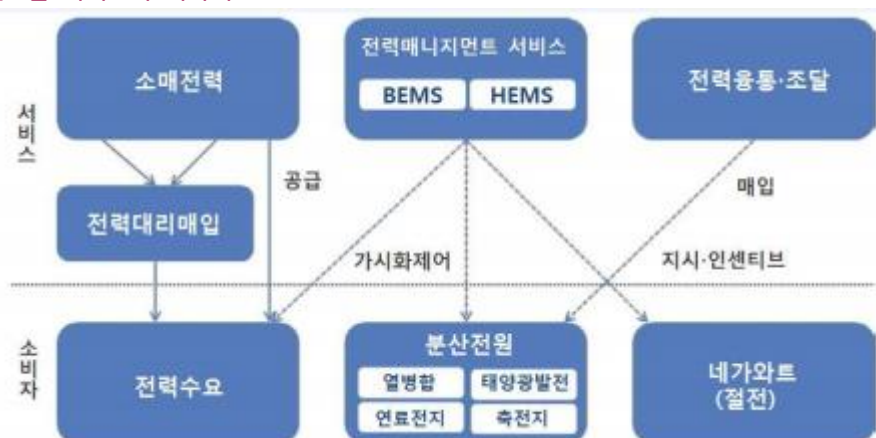 소매전력
전력매니지먼트 서비스
BEMS
HEMS
전력융통·조달
서비스
공급
매입
전력대리매입
가시화제어
지시·인센티브
소비자
전력수요
분산전원
열병합
태양광발전
연료전지
축전지
네가와트
(절전)